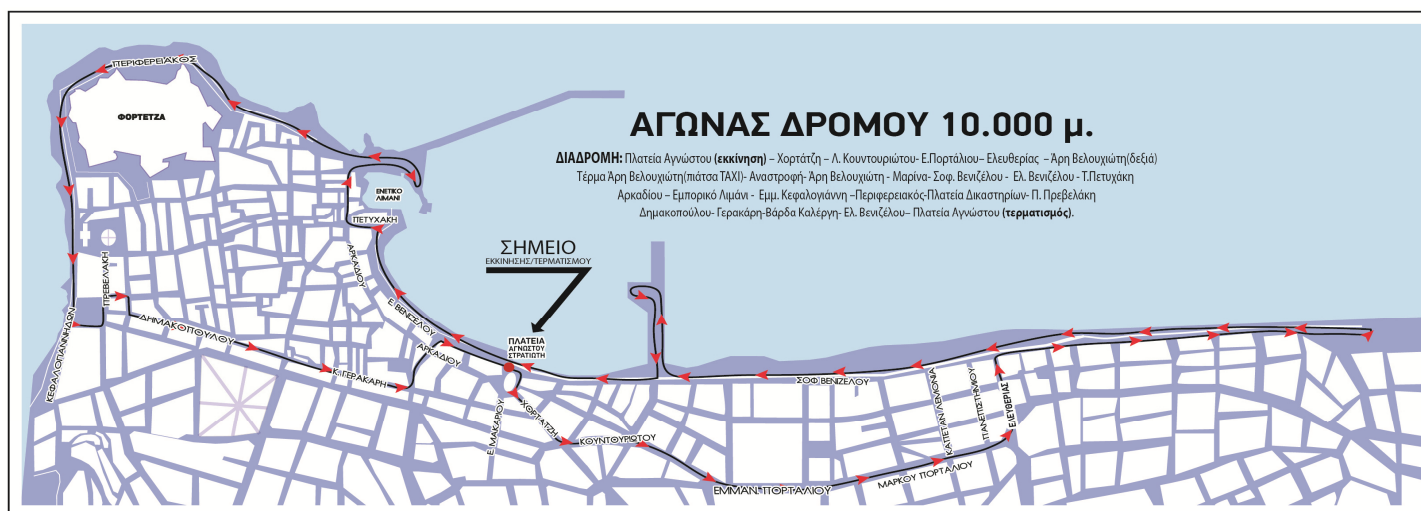 ΑΓΩΝΑΣ ΔΡΟΜΟΥ 10.000 μ.
ΔΙΑΔΡΟΜΗ: Πλατεία Αγνώστου (εκκίνηση) – Χορτάτζη – Λ. Κουντουριώτου- Ε.Πορτάλιου– Ελευθερίας – Άρη Βελουχιώτη(δεξιά)
Τέρμα Άρη Βελουχιώτη(πιάτσα ΤΑΧΙ)- Αναστροφή- Άρη Βελουχιώτη - Μαρίνα- Σοφ. Βενιζέλου - Ελ. Βενιζέλου - Τ.Πετυχάκη
Αρκαδίου – Εμπορικό Λιμάνι - Εμμ. Κεφαλογιάννη –Περιφερειακός-Πλατεία Δικαστηρίων- Π. Πρεβελάκη
Δημακοπούλου- Γερακάρη-Βάρδα Καλέργη- Ελ. Βενιζέλου– Πλατεία Αγνώστου (τερματισμός).
ΠΕΡΙΦΕΡΕΙΑΚΟΣ
ΦΟΡΤΕΤΖΑ
ΕΝΕΤΙΚΟ
ΛΙΜΑΝΙ
ΠΕΤΥΧΑΚΗ
ΑΡΚΑΔΙΟΥ
ΣΗΜΕΙΟ
ΕΚΚΙΝΗΣΗΣ/ΤΕΡΜΑΤΙΣΜΟΥ
ΠΡΕΒΕΛΑΚΗ
Ε.ΒΕΝΙΖΕΛΟΥ
ΚΕΦΑΛΟΓΙΑΝΝΗΔΩΝ
ΔΗΜΑΚΟΠΟΥΛΟΥ
ΠΛΑΤΕΙΑ
ΑΓΝΩΣΤΟΥ
ΣΤΡΑΤΙΩΤΗ
ΑΡΚΑΔΙΟΥ
Κ.ΓΕΡΑΚΑΡΗ
ΣΟΦ.ΒΕΝΙΖΕΛΟΥ
ΚΑΠΕΤΑΝ ΛΕΜΟΝΙΑ
ΠΑΝΕΠΙΣΤΗΜΙΟΥ
ΕΛΕΥΘΕΡΙΑΣ
Ε.ΜΑΚΑΡΙΟΥ
ΧΟΡΤΑΤΖΗ
ΚΟΥΝΤΟΥΡΙΩΤΟΥ
ΜΑΡΚΟΥ ΠΟΡΤΑΛΙΟΥ
ΕΜΜΑΝ. ΠΟΡΤΑΛΙΟΥ